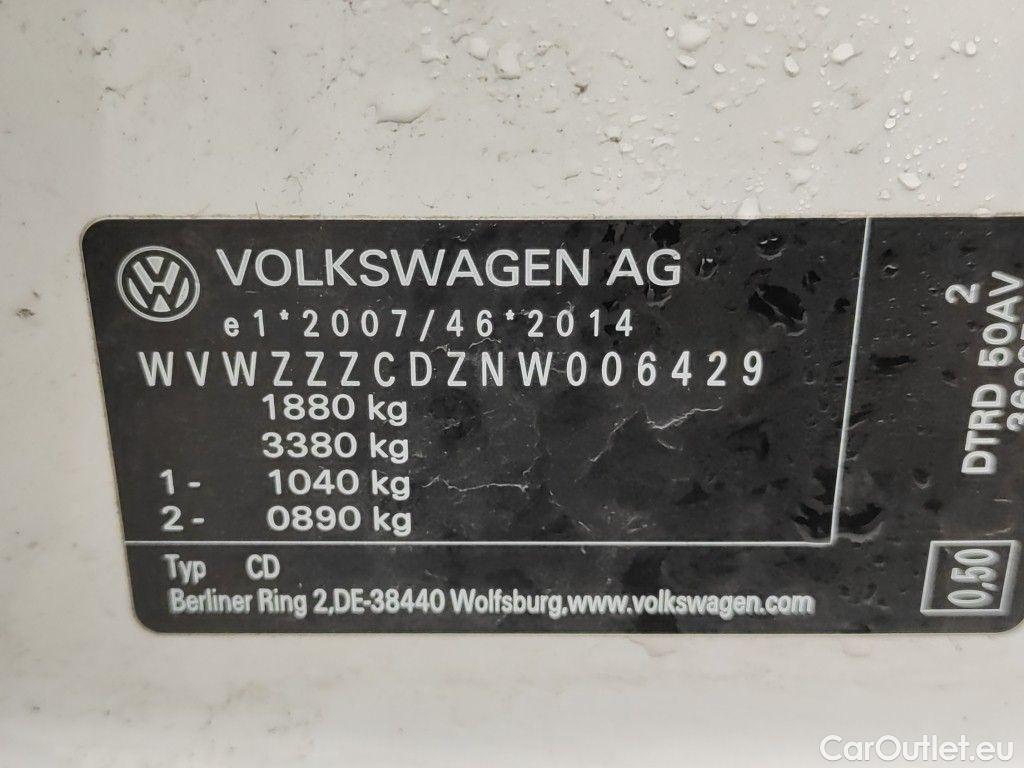 VOLKSWAGEN AG
e1*2007/46*2014
WVWZZZCDZNW006429
1880 kg
3380 kg
1- 1040 kg
2- 0890 kg
Typ CD
Berliner Ring 2,DE-38440 Wolfsburg,www.volkswagen.com
2
DTRD 50AV
0,50
CarOutlet.eu